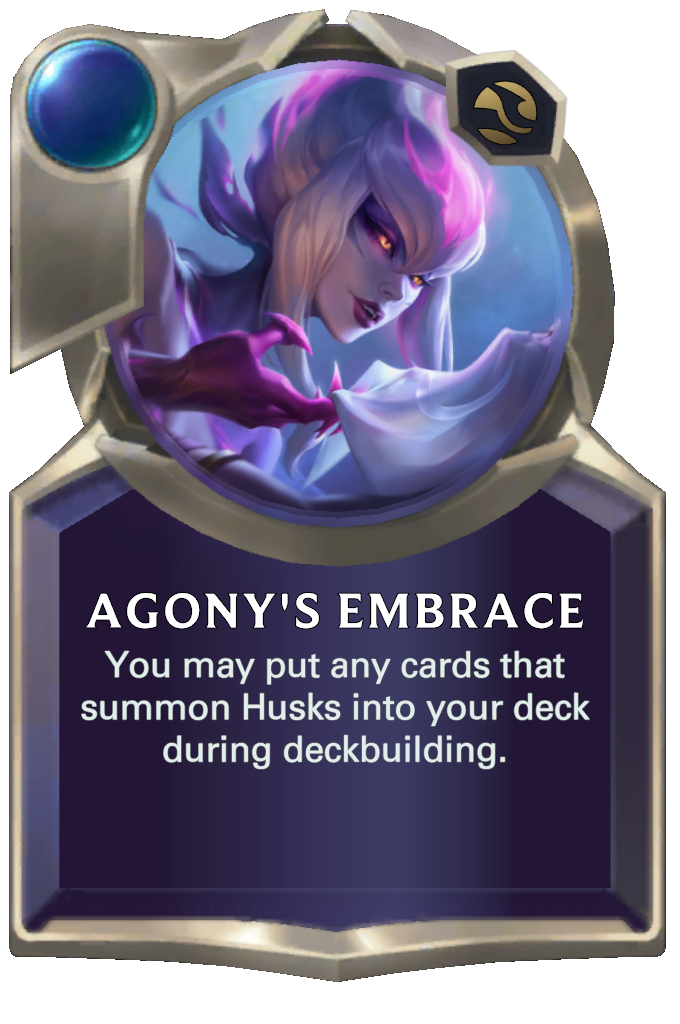 AGONY'S EMBRACE
You may put any cards that
summon Husks into your deck
during deckbuilding.